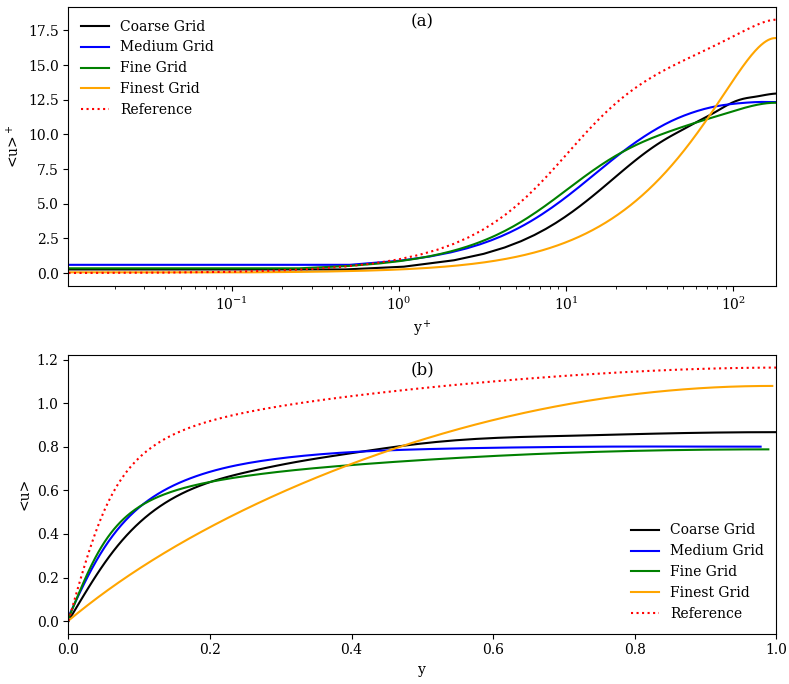 (a)
Coarse Grid
Medium Grid
Fine Grid
Finest Grid
Reference
17.5
15.0
12.5
10.0
7.5
5.0
2.5
0.0
<u>⁺
10⁻¹ 10⁰ 10¹ 10²
y⁺
(b)
1.2
1.0
0.8
0.6
0.4
0.2
0.0
<u>
Coarse Grid
Medium Grid
Fine Grid
Finest Grid
Reference
0.0 0.2 0.4 0.6 0.8 1.0
y